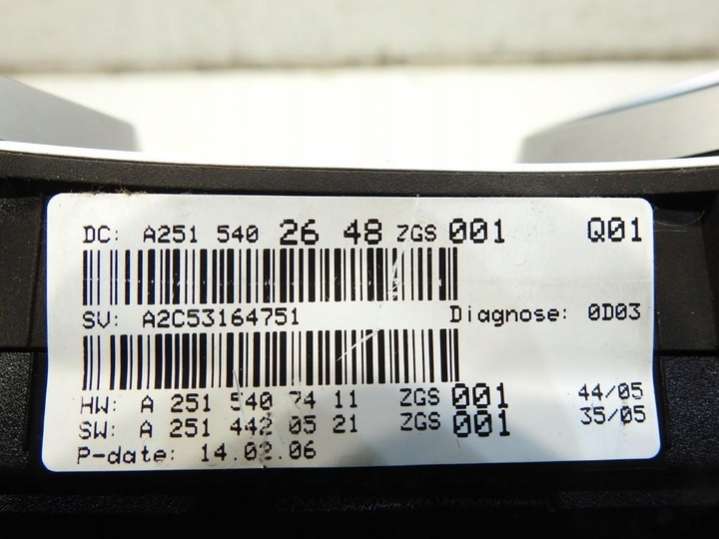 DC: A251 540 26 48 ZGS 001 Q01
SV: A2C53164751 Diagnose: 0D03
HW: A 251 540 74 11 ZGS 001 44/05
SW: A 251 442 05 21 ZGS 001 35/05
P-date: 14.02.06